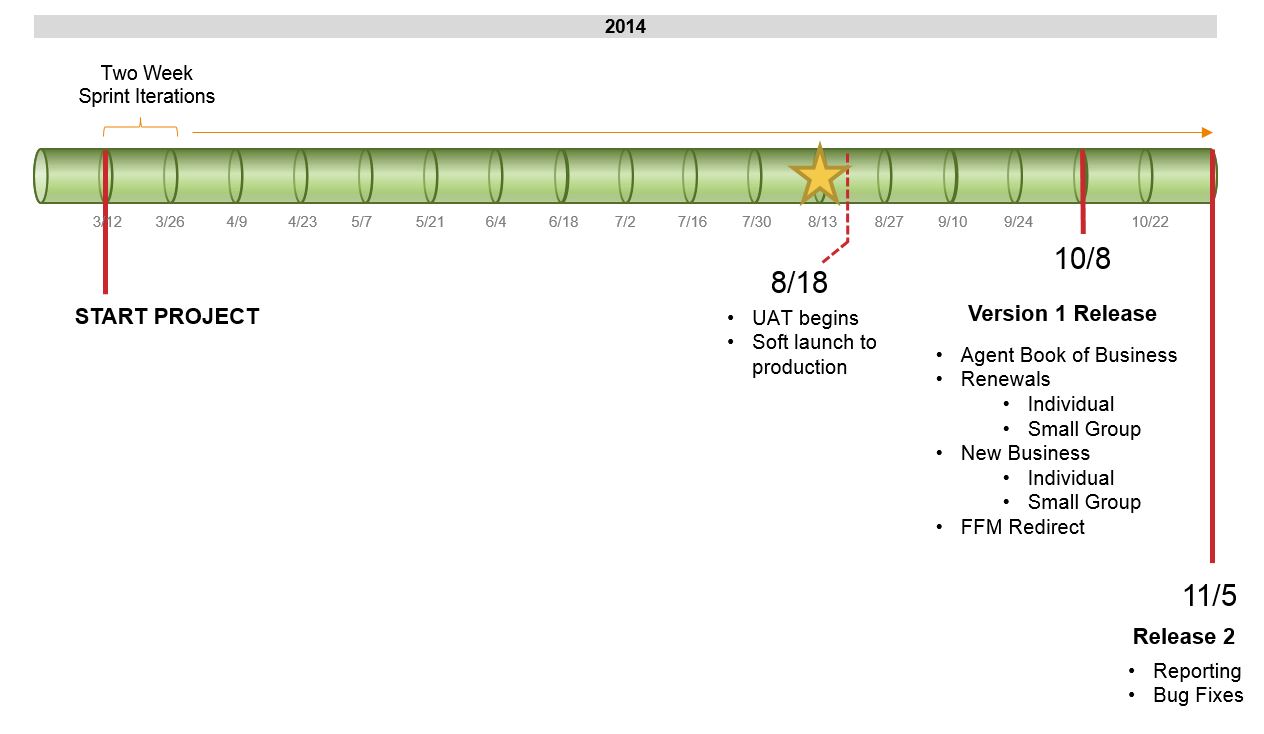 2014
Two Week
Sprint Iterations
3/12 3/26 4/9 4/23 5/7 5/21 6/4 6/18 7/2 7/16 7/30 8/13 8/27 9/10 9/24 10/22
START PROJECT
8/18
• UAT begins
• Soft launch to
production
10/8
Version 1 Release
• Agent Book of Business
• Renewals
• Individual
• Small Group
• New Business
• Individual
• Small Group
• FFM Redirect
11/5
Release 2
• Reporting
• Bug Fixes